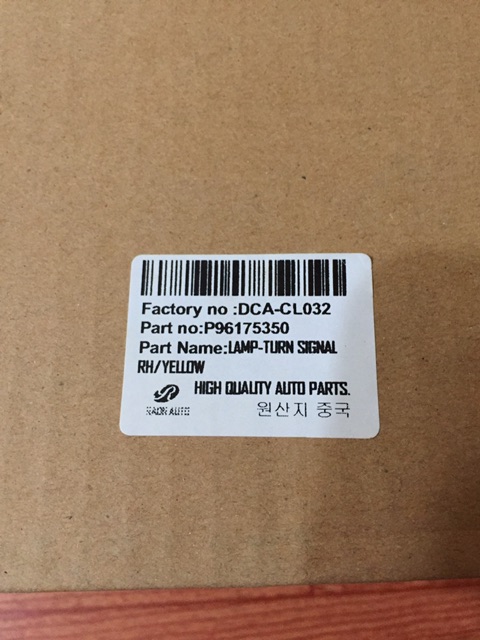 Factory no :DCA-CL032
Part no:P96175350
Part Name:LAMP-TURN SIGNAL
RH/YELLOW
HIGH QUALITY AUTO PARTS.
AUTO
원산지 중국